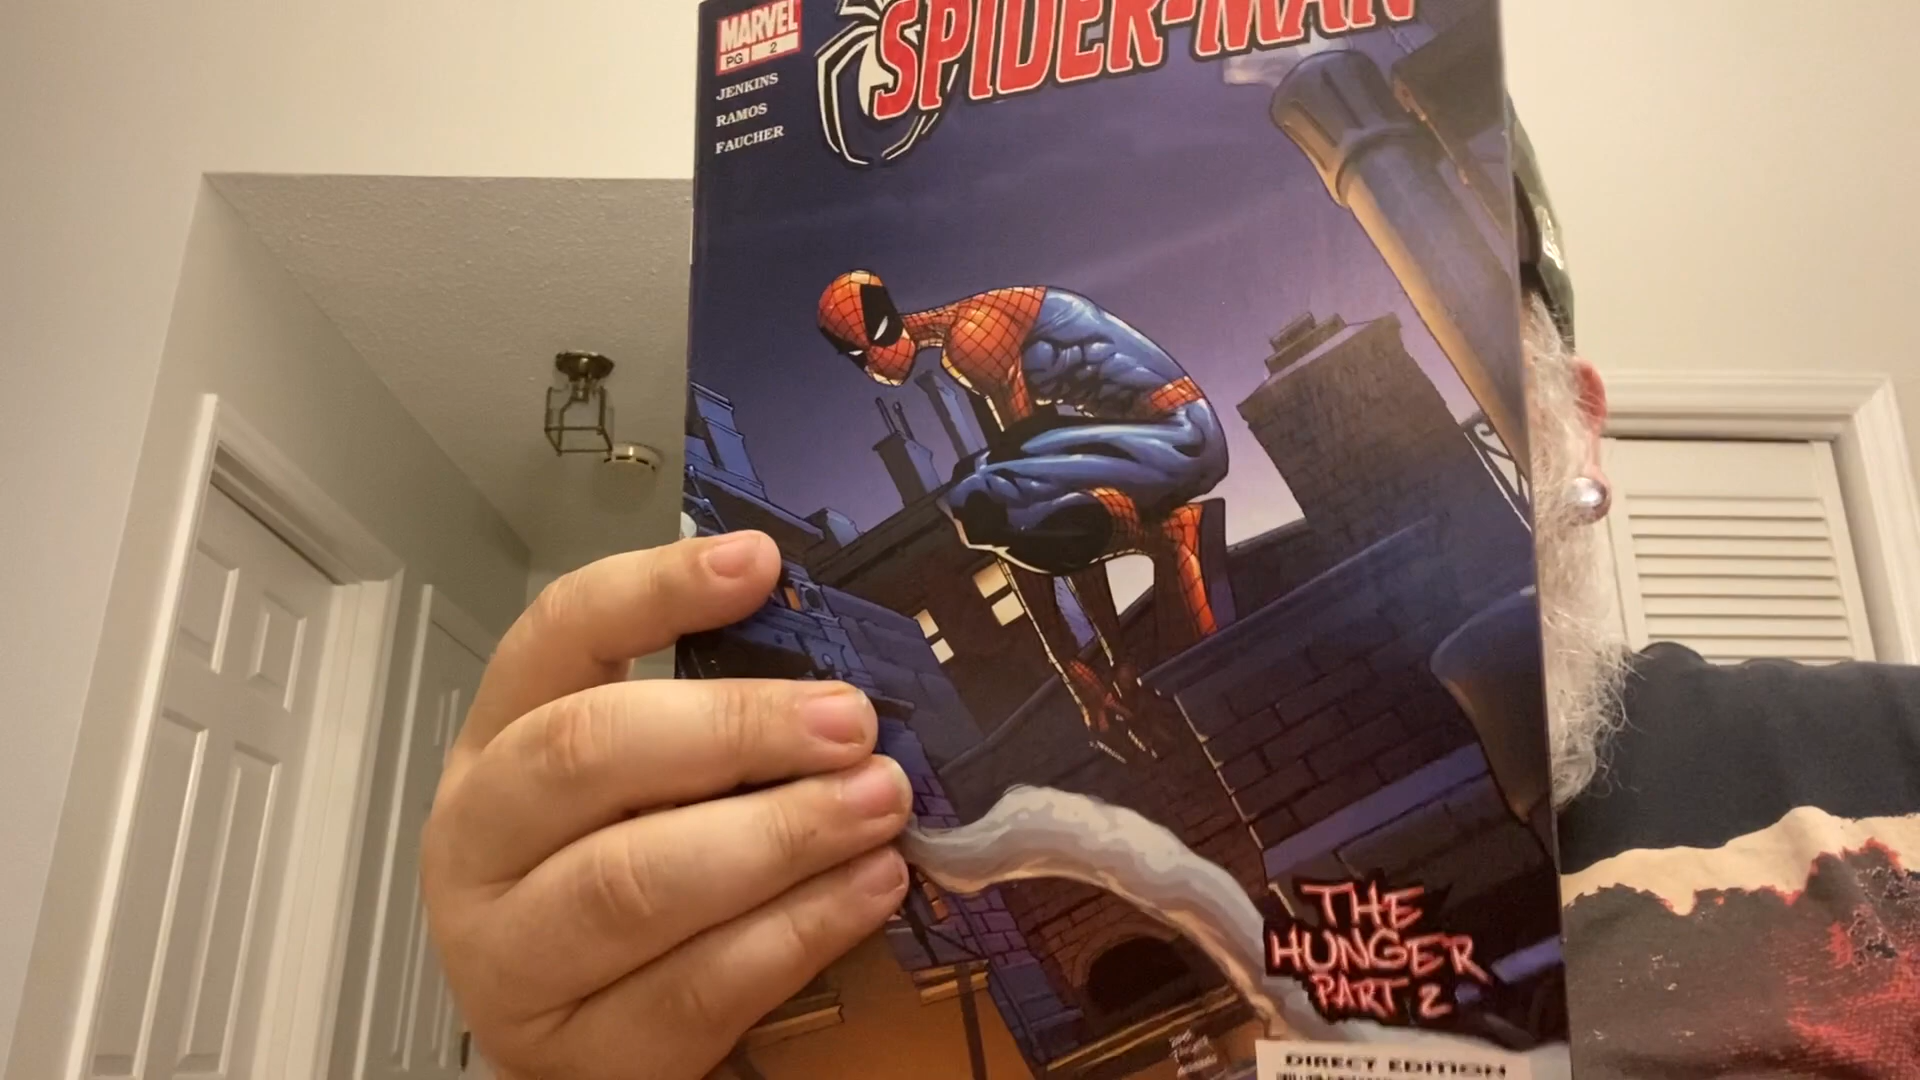 MARVEL
PG 2
SPIDER-MAN
JENKINS
RAMOS
FAUCHER
THE
HUNGER
PART 2
DIRECT EDITION